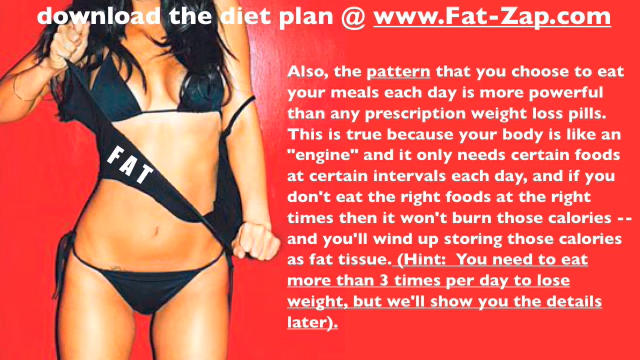 download the diet plan @ www.Fat-Zap.com
Also, the pattern that you choose to eat
your meals each day is more powerful
than any prescription weight loss pills.
This is true because your body is like an
"engine" and it only needs certain foods
at certain intervals each day, and if you
don't eat the right foods at the right
times then it won't burn those calories --
and you'll wind up storing those calories
as fat tissue. (Hint:  You need to eat
more than 3 times per day to lose
weight, but we'll show you the details
later).
FAT